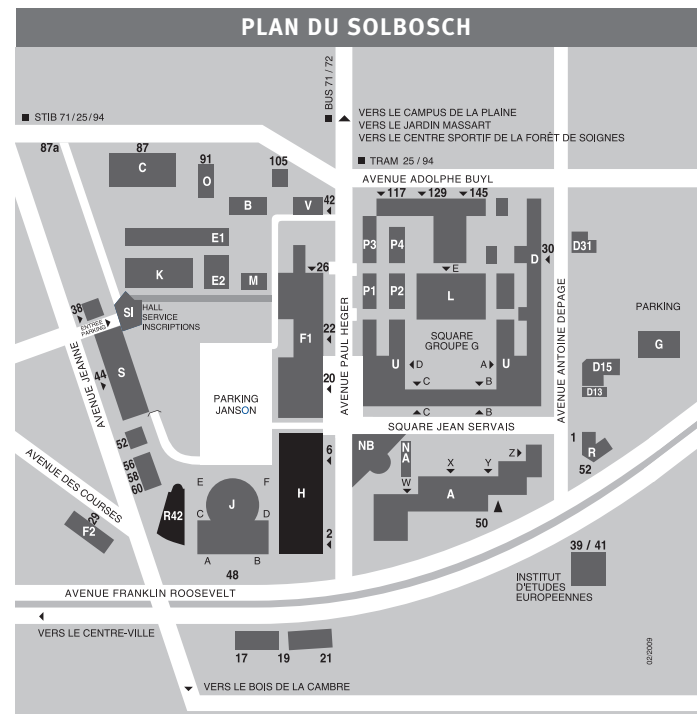 PLAN DU SOLBOSCH
BUS 71 / 72
STIB 71 / 25 / 94
VERS LE CAMPUS DE LA PLAINE
VERS LE JARDIN MASSART
VERS LE CENTRE SPORTIF DE LA FORÊT DE SOIGNES
TRAM 25 / 94
AVENUE ADOLPHE BUYL
87a
87
91
105
C
O
B
V
42
117
129
145
E1
P3
P4
E
D
30
D31
K
E2
M
26
P1
P2
L
38
SI
HALL
SERVICE
INSCRIPTIONS
ENTREE
PARKING
F1
22
AVENUE PAUL HEGER
SQUARE
GROUPE G
AVENUE ANTOINE DEPAGE
PARKING
G
S
44
AVENUE JEANNE
20
U
D
A
U
C
B
D15
D13
PARKING
JANSON
C
B
SQUARE JEAN SERVAIS
52
56
58
60
6
NB
NA
W
X
Y
Z
A
50
1
R
52
AVENUE DES COURSES
29
F2
R42
E
F
J
C
D
A
B
48
H
2
39 / 41
INSTITUT
D'ETUDES
EUROPEENNES
AVENUE FRANKLIN ROOSEVELT
VERS LE CENTRE-VILLE
17
19
21
02/2009
VERS LE BOIS DE LA CAMBRE